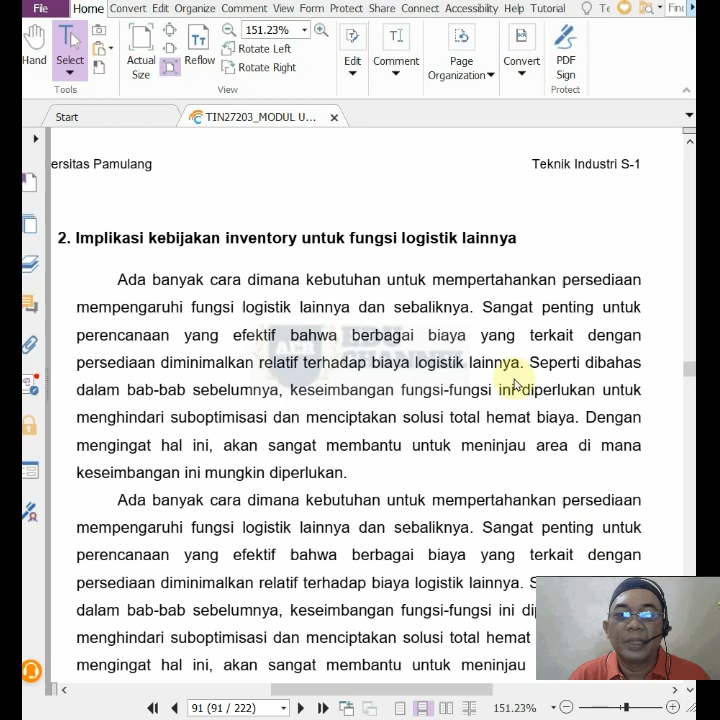 File Home Convert Edit Organize Comment View Form Protect Share Connect Accessibility Help Tutorial
Hand
Select
Tools
Actual Size
Reflow
151.23%
Rotate Left
Rotate Right
View
Edit
Comment
Page Organization
Convert
PDF Sign
Protect
Start
TIN27203_MODUL U...
ersitas Pamulang
Teknik Industri S-1
2. Implikasi kebijakan inventory untuk fungsi logistik lainnya
Ada banyak cara dimana kebutuhan untuk mempertahankan persediaan
mempengaruhi fungsi logistik lainnya dan sebaliknya. Sangat penting untuk
perencanaan yang efektif bahwa berbagai biaya yang terkait dengan
persediaan diminimalkan relatif terhadap biaya logistik lainnya. Seperti dibahas
dalam bab-bab sebelumnya, keseimbangan fungsi-fungsi ini diperlukan untuk
menghindari suboptimisasi dan menciptakan solusi total hemat biaya. Dengan
mengingat hal ini, akan sangat membantu untuk meninjau area di mana
keseimbangan ini mungkin diperlukan.
Ada banyak cara dimana kebutuhan untuk mempertahankan persediaan
mempengaruhi fungsi logistik lainnya dan sebaliknya. Sangat penting untuk
perencanaan yang efektif bahwa berbagai biaya yang terkait dengan
persediaan diminimalkan relatif terhadap biaya logistik lainnya. S
dalam bab-bab sebelumnya, keseimbangan fungsi-fungsi ini di
menghindari suboptimisasi dan menciptakan solusi total hemat
mengingat hal ini, akan sangat membantu untuk meninjau
91 (91 / 222)
151.23%